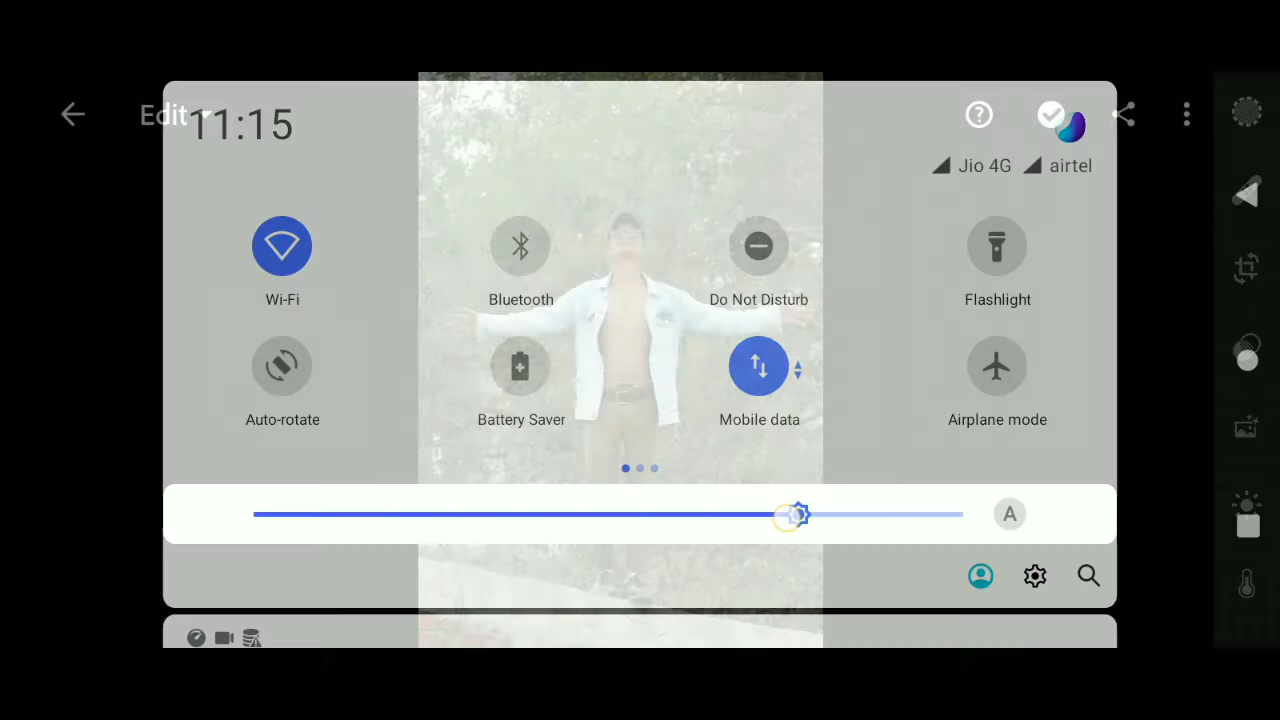 Edit
11:15
Jio 4G airtel
Wi-Fi
Bluetooth
Do Not Disturb
Flashlight
Auto-rotate
Battery Saver
Mobile data
Airplane mode
A